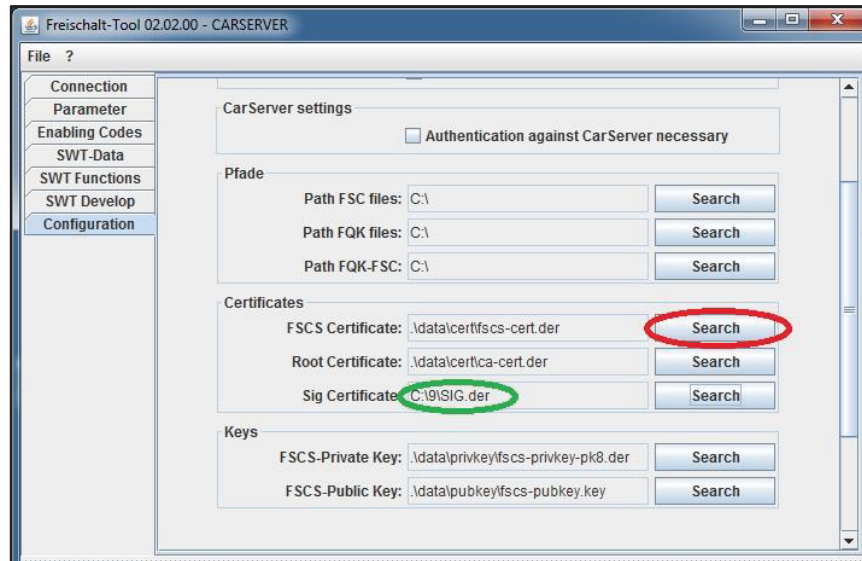 Freischalt-Tool 02.02.00 - CARSERVER
File ?
Connection
Parameter
Enabling Codes
SWT-Data
SWT Functions
SWT Develop
Configuration
CarServer settings
Authentication against CarServer necessary
Pfade
Path FSC files: C:\ Search
Path FQK files: C:\ Search
Path FQK-FSC: C:\ Search
Certificates
FSCS Certificate: .\data\cert\fscs-cert.der Search
Root Certificate: .\data\cert\ca-cert.der Search
Sig Certificate: C:\9\SIG.der Search
Keys
FSCS-Private Key: .\data\privkey\fscs-privkey-pk8.der Search
FSCS-Public Key: .\data\pubkey\fscs-pubkey.key Search